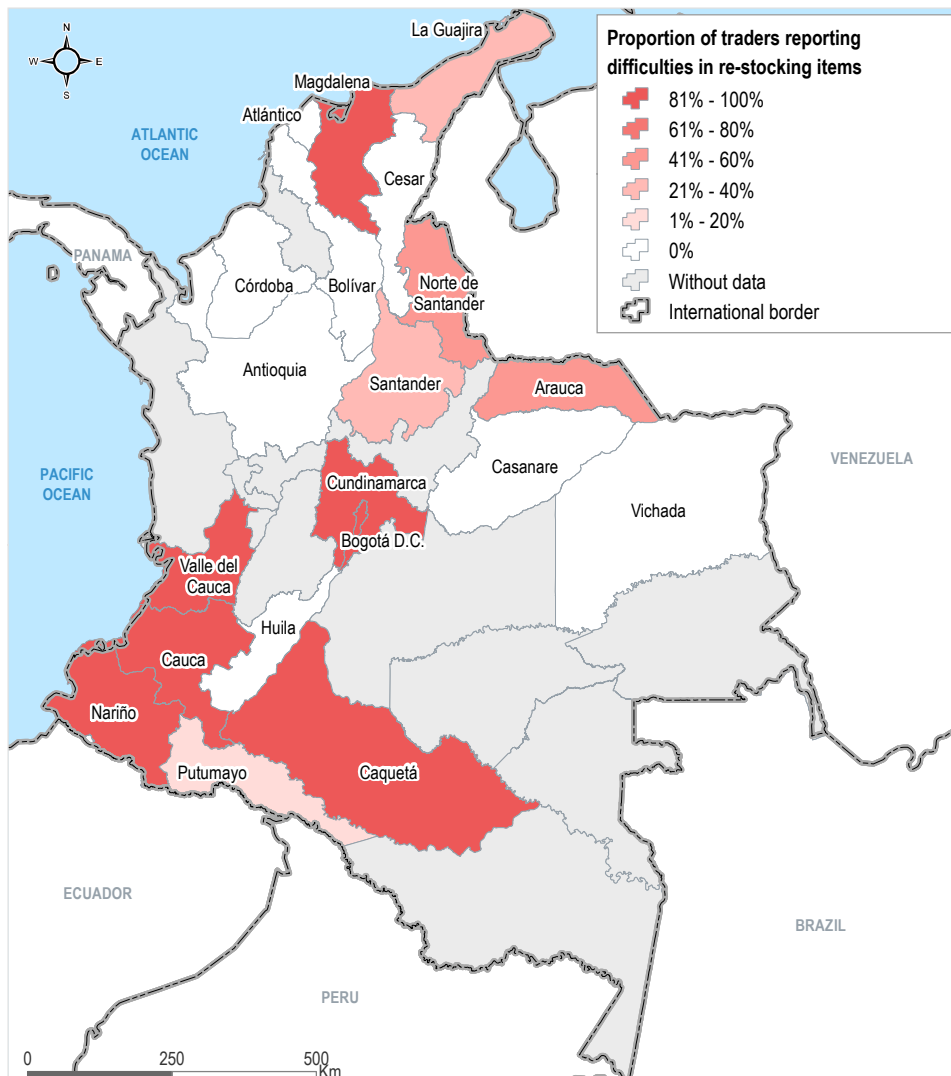 N
W E
S
La Guajira
Magdalena
Atlántico
ATLANTIC
OCEAN
Cesar
PANAMA
Córdoba
Bolívar
Norte de
Santander
Antioquia
Santander
Arauca
PACIFIC
OCEAN
Cundinamarca
Casanare
VENEZUELA
Vichada
Bogotá D.C.
Valle del
Cauca
Huila
Cauca
Nariño
Putumayo
Caquetá
ECUADOR
BRAZIL
PERU
0 250 500
Km
Proportion of traders reporting
difficulties in re-stocking items
81% - 100%
61% - 80%
41% - 60%
21% - 40%
1% - 20%
0%
Without data
International border